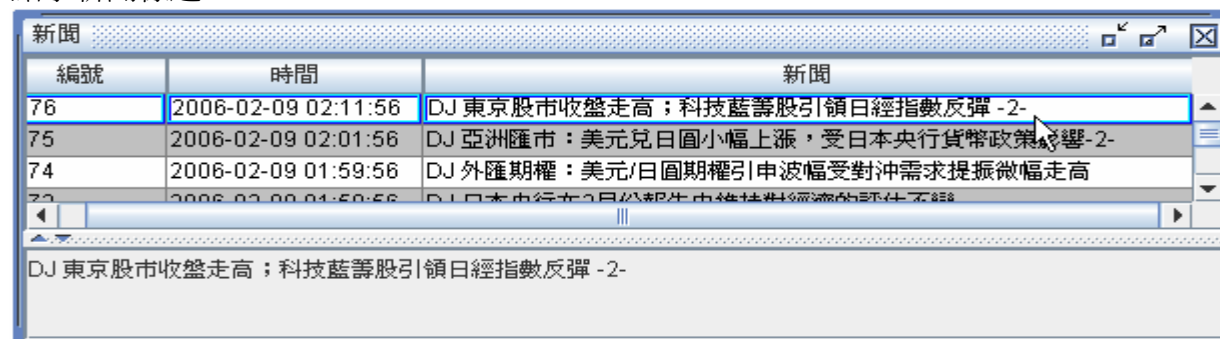 新聞
編號 時間 新聞
76 2006-02-09 02:11:56 DJ 東京股市收盤走高；科技藍籌股引領日經指數反彈 -2-
75 2006-02-09 02:01:56 DJ 亞洲匯市：美元兌日圓小幅上漲，受日本央行貨幣政策影響-2-
74 2006-02-09 01:59:56 DJ 外匯期權：美元/日圓期權引申波幅受對沖需求提振微幅走高
DJ 東京股市收盤走高；科技藍籌股引領日經指數反彈 -2-